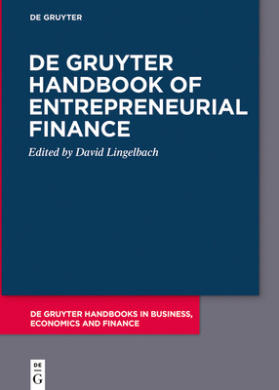 DE GRUYTER
DE GRUYTER
HANDBOOK OF
ENTREPRENEURIAL
FINANCE
Edited by David Lingelbach
DE GRUYTER HANDBOOKS IN BUSINESS,
ECONOMICS AND FINANCE
DE
G